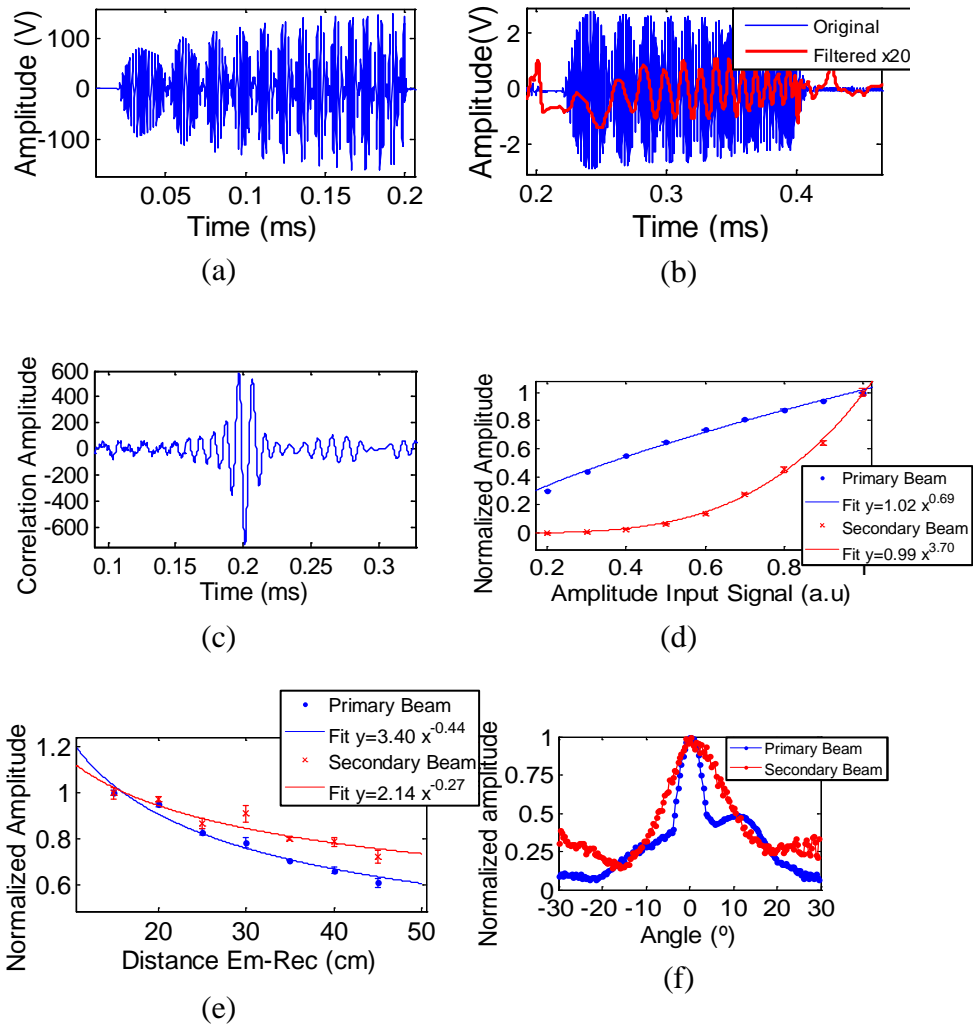 Amplitude (V)
100
0
-100
0.05
0.1
0.15
0.2
Time (ms)
(a)
Amplitude(V)
2
0
-2
0.2
0.3
0.4
Time (ms)
Original
Filtered x20
(b)
Correlation Amplitude
600
400
200
0
-200
-400
-600
0.1
0.15
0.2
0.25
0.3
Time (ms)
(c)
Normalized Amplitude
1
0.8
0.6
0.4
0.2
0
0.2
0.4
0.6
0.8
1
Amplitude Input Signal (a.u)
Primary Beam
Fit y=1.02 x^0.69
Secondary Beam
Fit y=0.99 x^3.70
(d)
Normalized Amplitude
1.2
1
0.8
0.6
20
30
40
50
Distance Em-Rec (cm)
Primary Beam
Fit y=3.40 x^-0.44
Secondary Beam
Fit y=2.14 x^-0.27
(e)
Normalized amplitude
1
0.75
0.5
0.25
0
-30
-20
-10
0
10
20
30
Angle (º)
Primary Beam
Secondary Beam
(f)